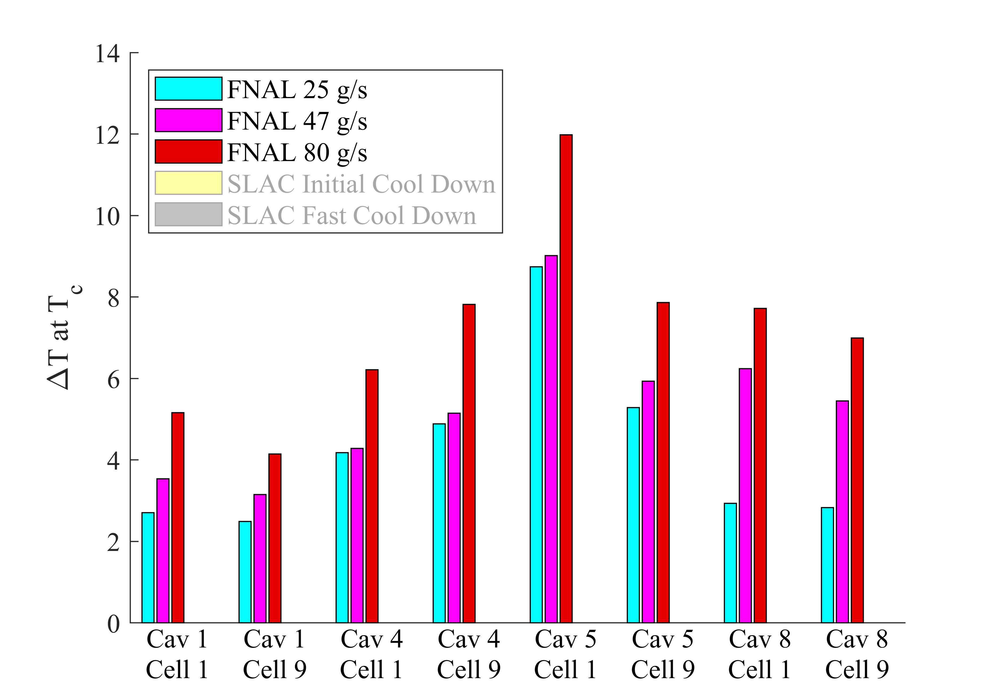 14
12
10
8
6
4
2
0
ΔT at Tc
FNAL 25 g/s
FNAL 47 g/s
FNAL 80 g/s
SLAC Initial Cool Down
SLAC Fast Cool Down
Cav 1 Cav 1 Cav 4 Cav 4 Cav 5 Cav 5 Cav 8 Cav 8
Cell 1 Cell 9 Cell 1 Cell 9 Cell 1 Cell 9 Cell 1 Cell 9